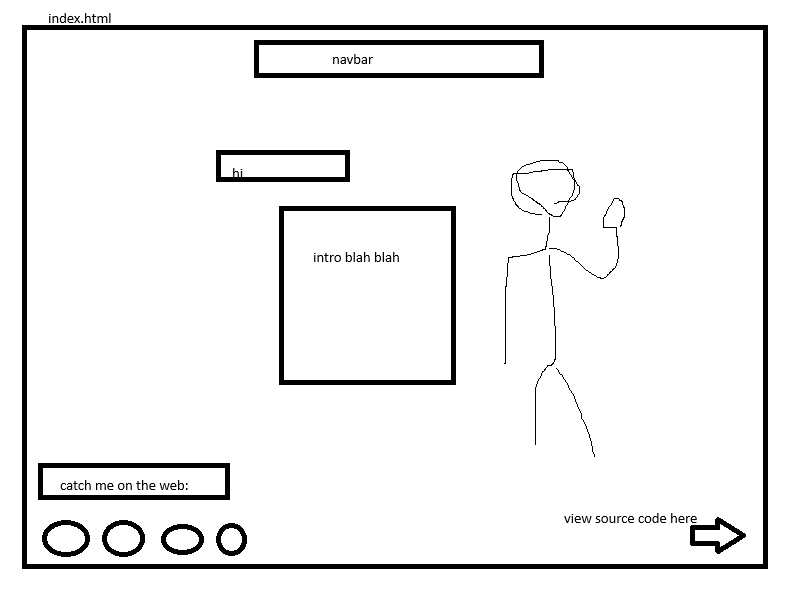 index.html
navbar
hi
intro blah blah
catch me on the web:
view source code here